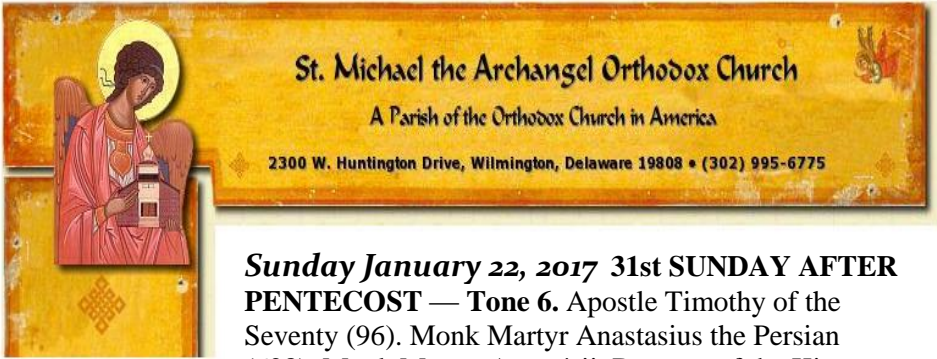 St. Michael the Archangel Orthodox Church
A Parish of the Orthodox Church in America
2300 W. Huntington Drive, Wilmington, Delaware 19808 • (302) 995-6775
Sunday January 22, 2017 31st SUNDAY AFTER
PENTECOST — Tone 6. Apostle Timothy of the
Seventy (96). Monk Martyr Anastasius the Persian